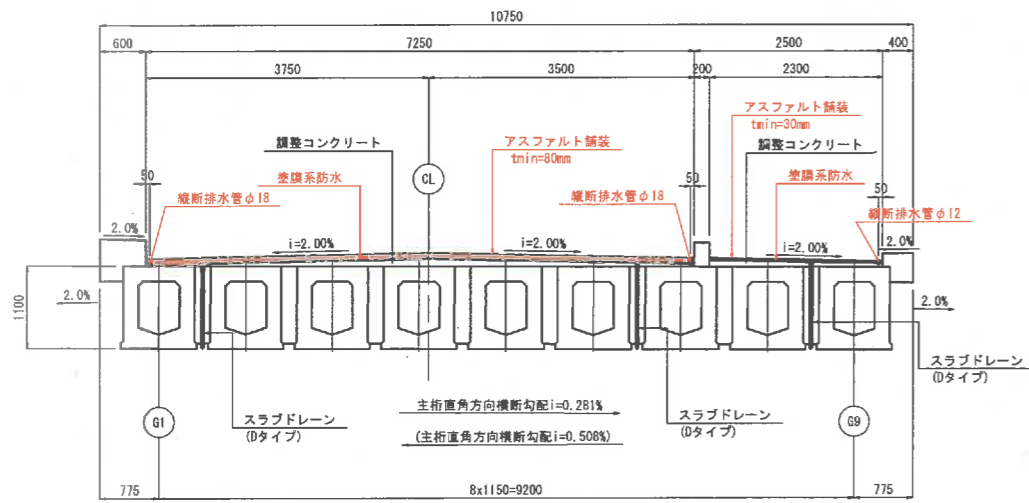 10750
600
7250
2500
400
3750
3500
200
2300
アスファルト舗装
tmin=30mm
調整コンクリート
アスファルト舗装
tmin=80mm
調整コンクリート
CL
50
塗膜系防水
50
塗膜系防水
50
縦断排水管φ18
縦断排水管φ18
縦断排水管φ12
2.0%
i=2.00%
i=2.00%
i=2.00%
2.0%
1100
2.0%
2.0%
スラブドレーン
(Dタイプ)
主桁直角方向横断勾配i=0.281%
G1
スラブドレーン
(Dタイプ)
スラブドレーン
(Dタイプ)
G9
(主桁直角方向横断勾配i=0.508%)
775
8x1150=9200
775